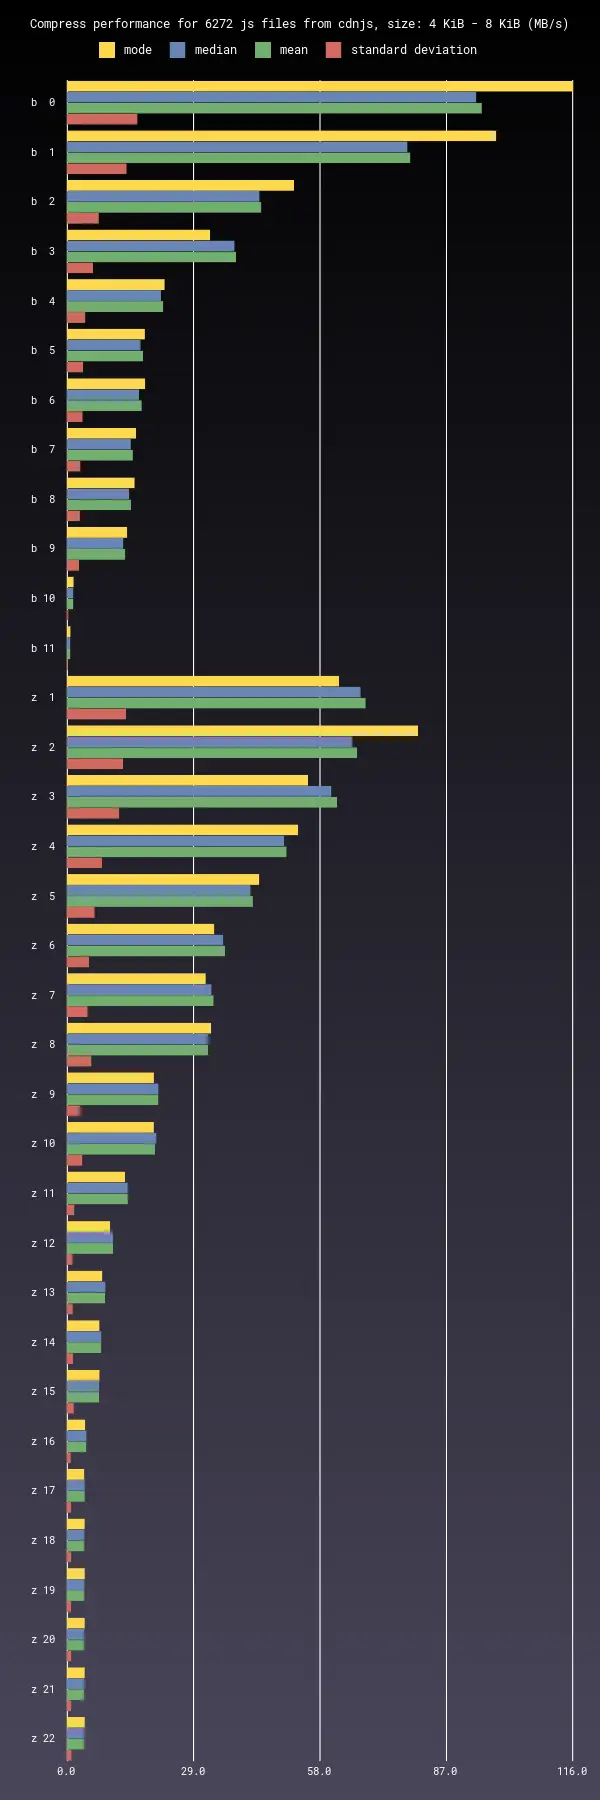 Compress performance for 6272 js files from cdnjs, size: 4 KiB - 8 KiB (MB/s)
mode median mean standard deviation
b 0
b 1
b 2
b 3
b 4
b 5
b 6
b 7
b 8
b 9
b 10
b 11
z 1
z 2
z 3
z 4
z 5
z 6
z 7
z 8
z 9
z 10
z 11
z 12
z 13
z 14
z 15
z 16
z 17
z 18
z 19
z 20
z 21
z 22
0.0 29.0 58.0 87.0 116.0